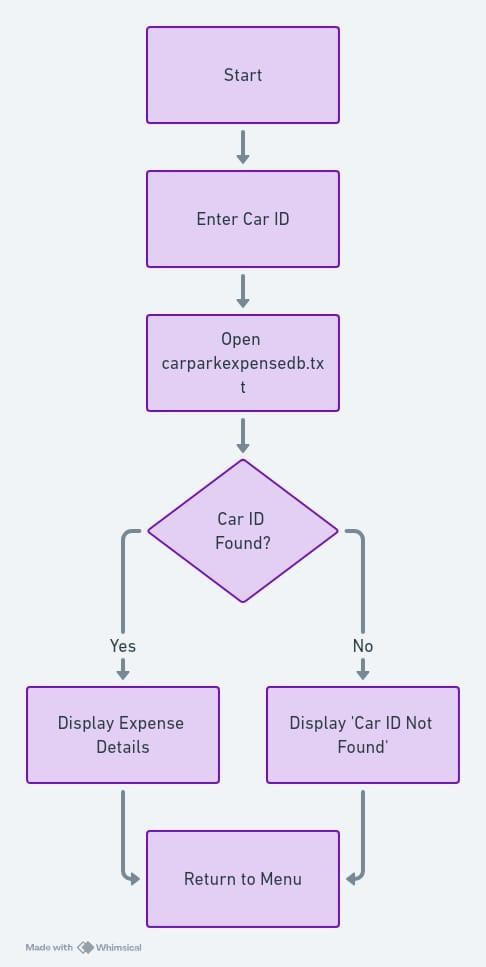 Start
Enter Car ID
Open
carparkexpensedb.tx
t
Car ID
Found?
Yes
No
Display Expense
Details
Display 'Car ID Not
Found'
Return to Menu
Made with Whimsical